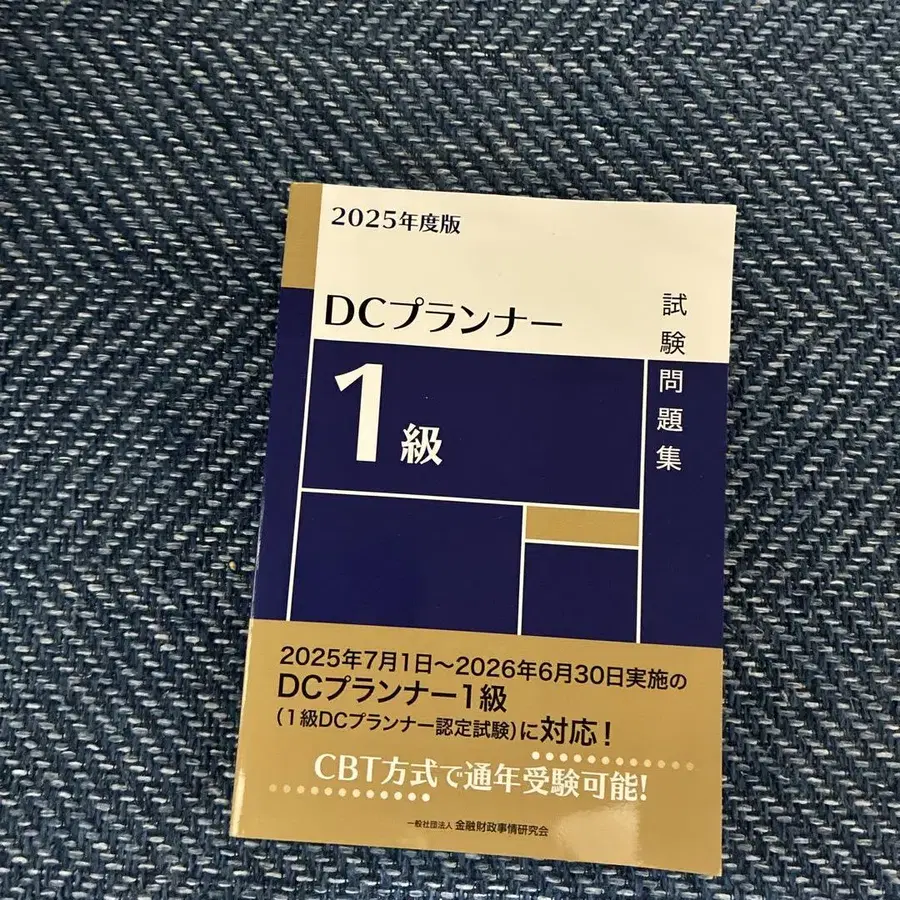 2025年度版
DCプランナー
1級
試験問題集
2025年7月1日～2026年6月30日実施の
DCプランナー1級
(1級DCプランナー認定試験)に対応！
CBT方式で通年受験可能!
一般社団法人 金融財政事情研究会